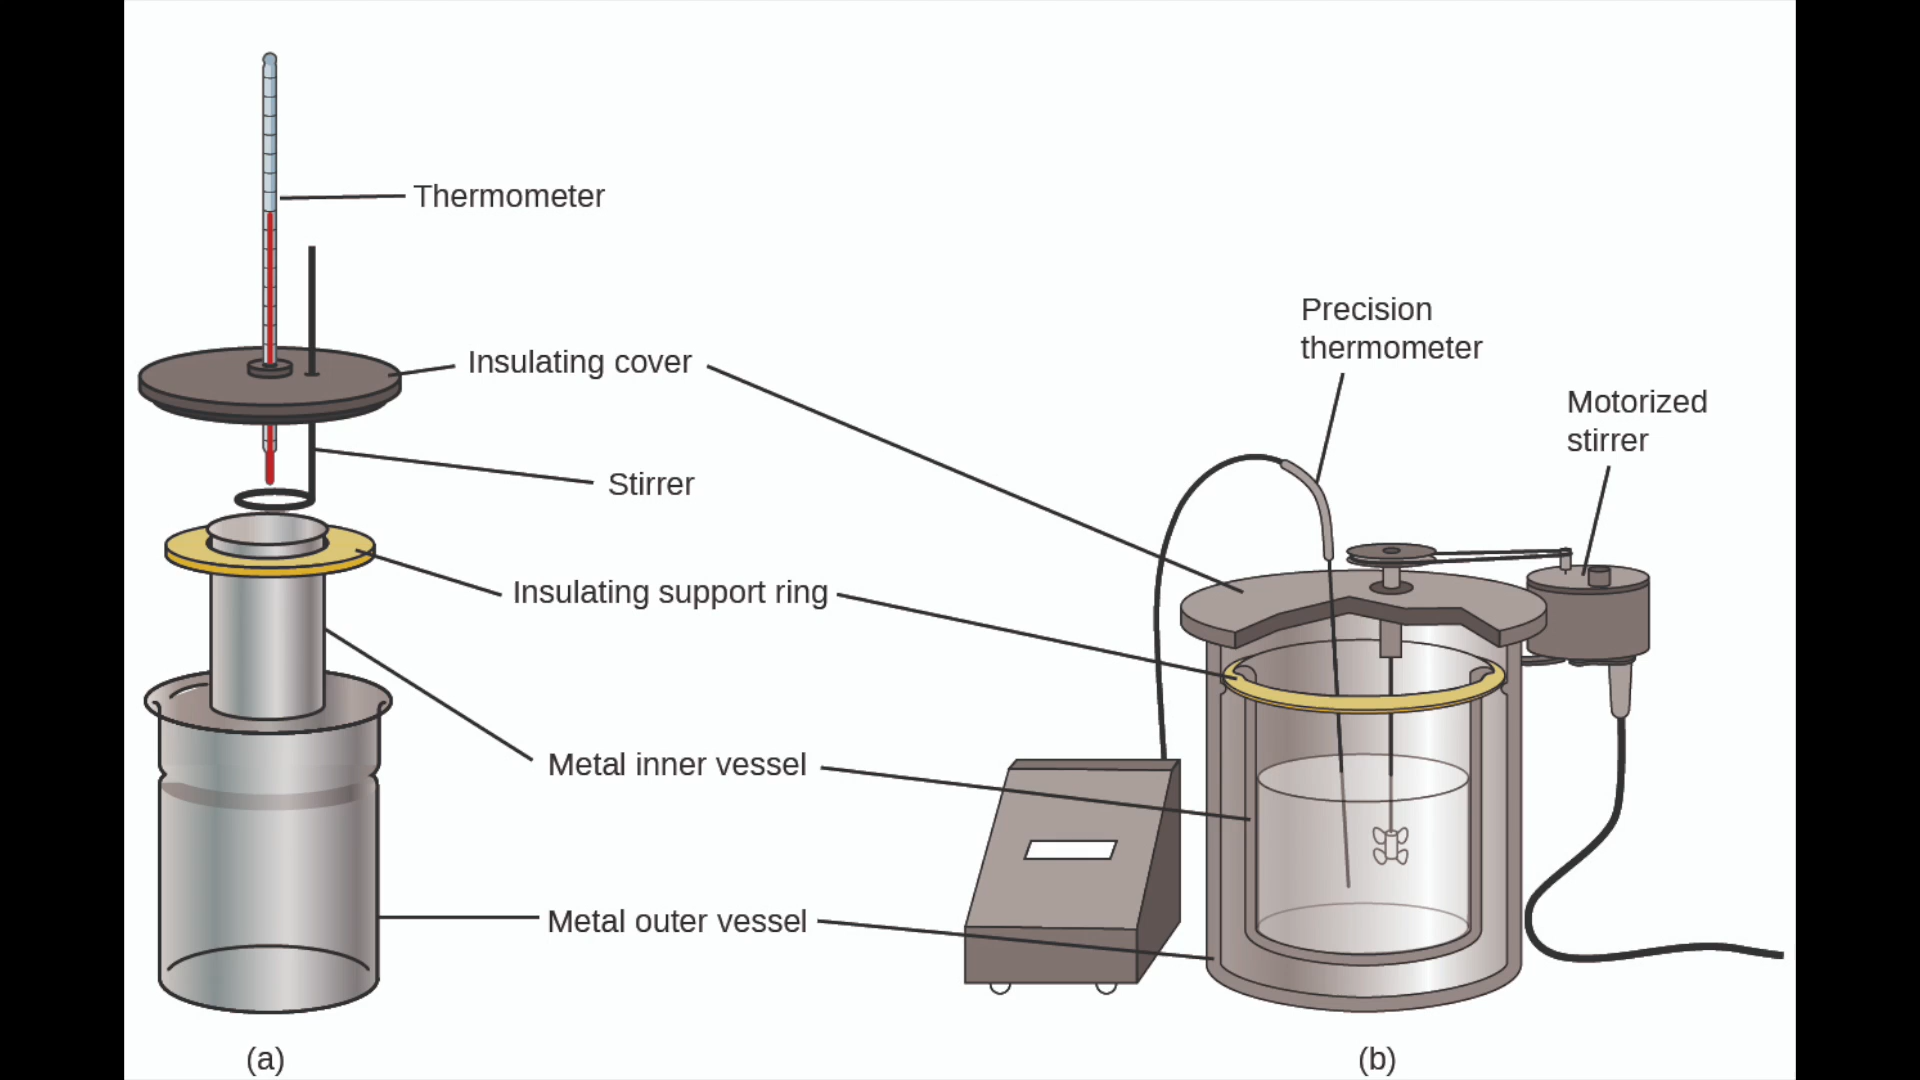 Thermometer
Insulating cover
Stirrer
Insulating support ring
Metal inner vessel
Metal outer vessel
(a)
Precision
thermometer
Motorized
stirrer
(b)